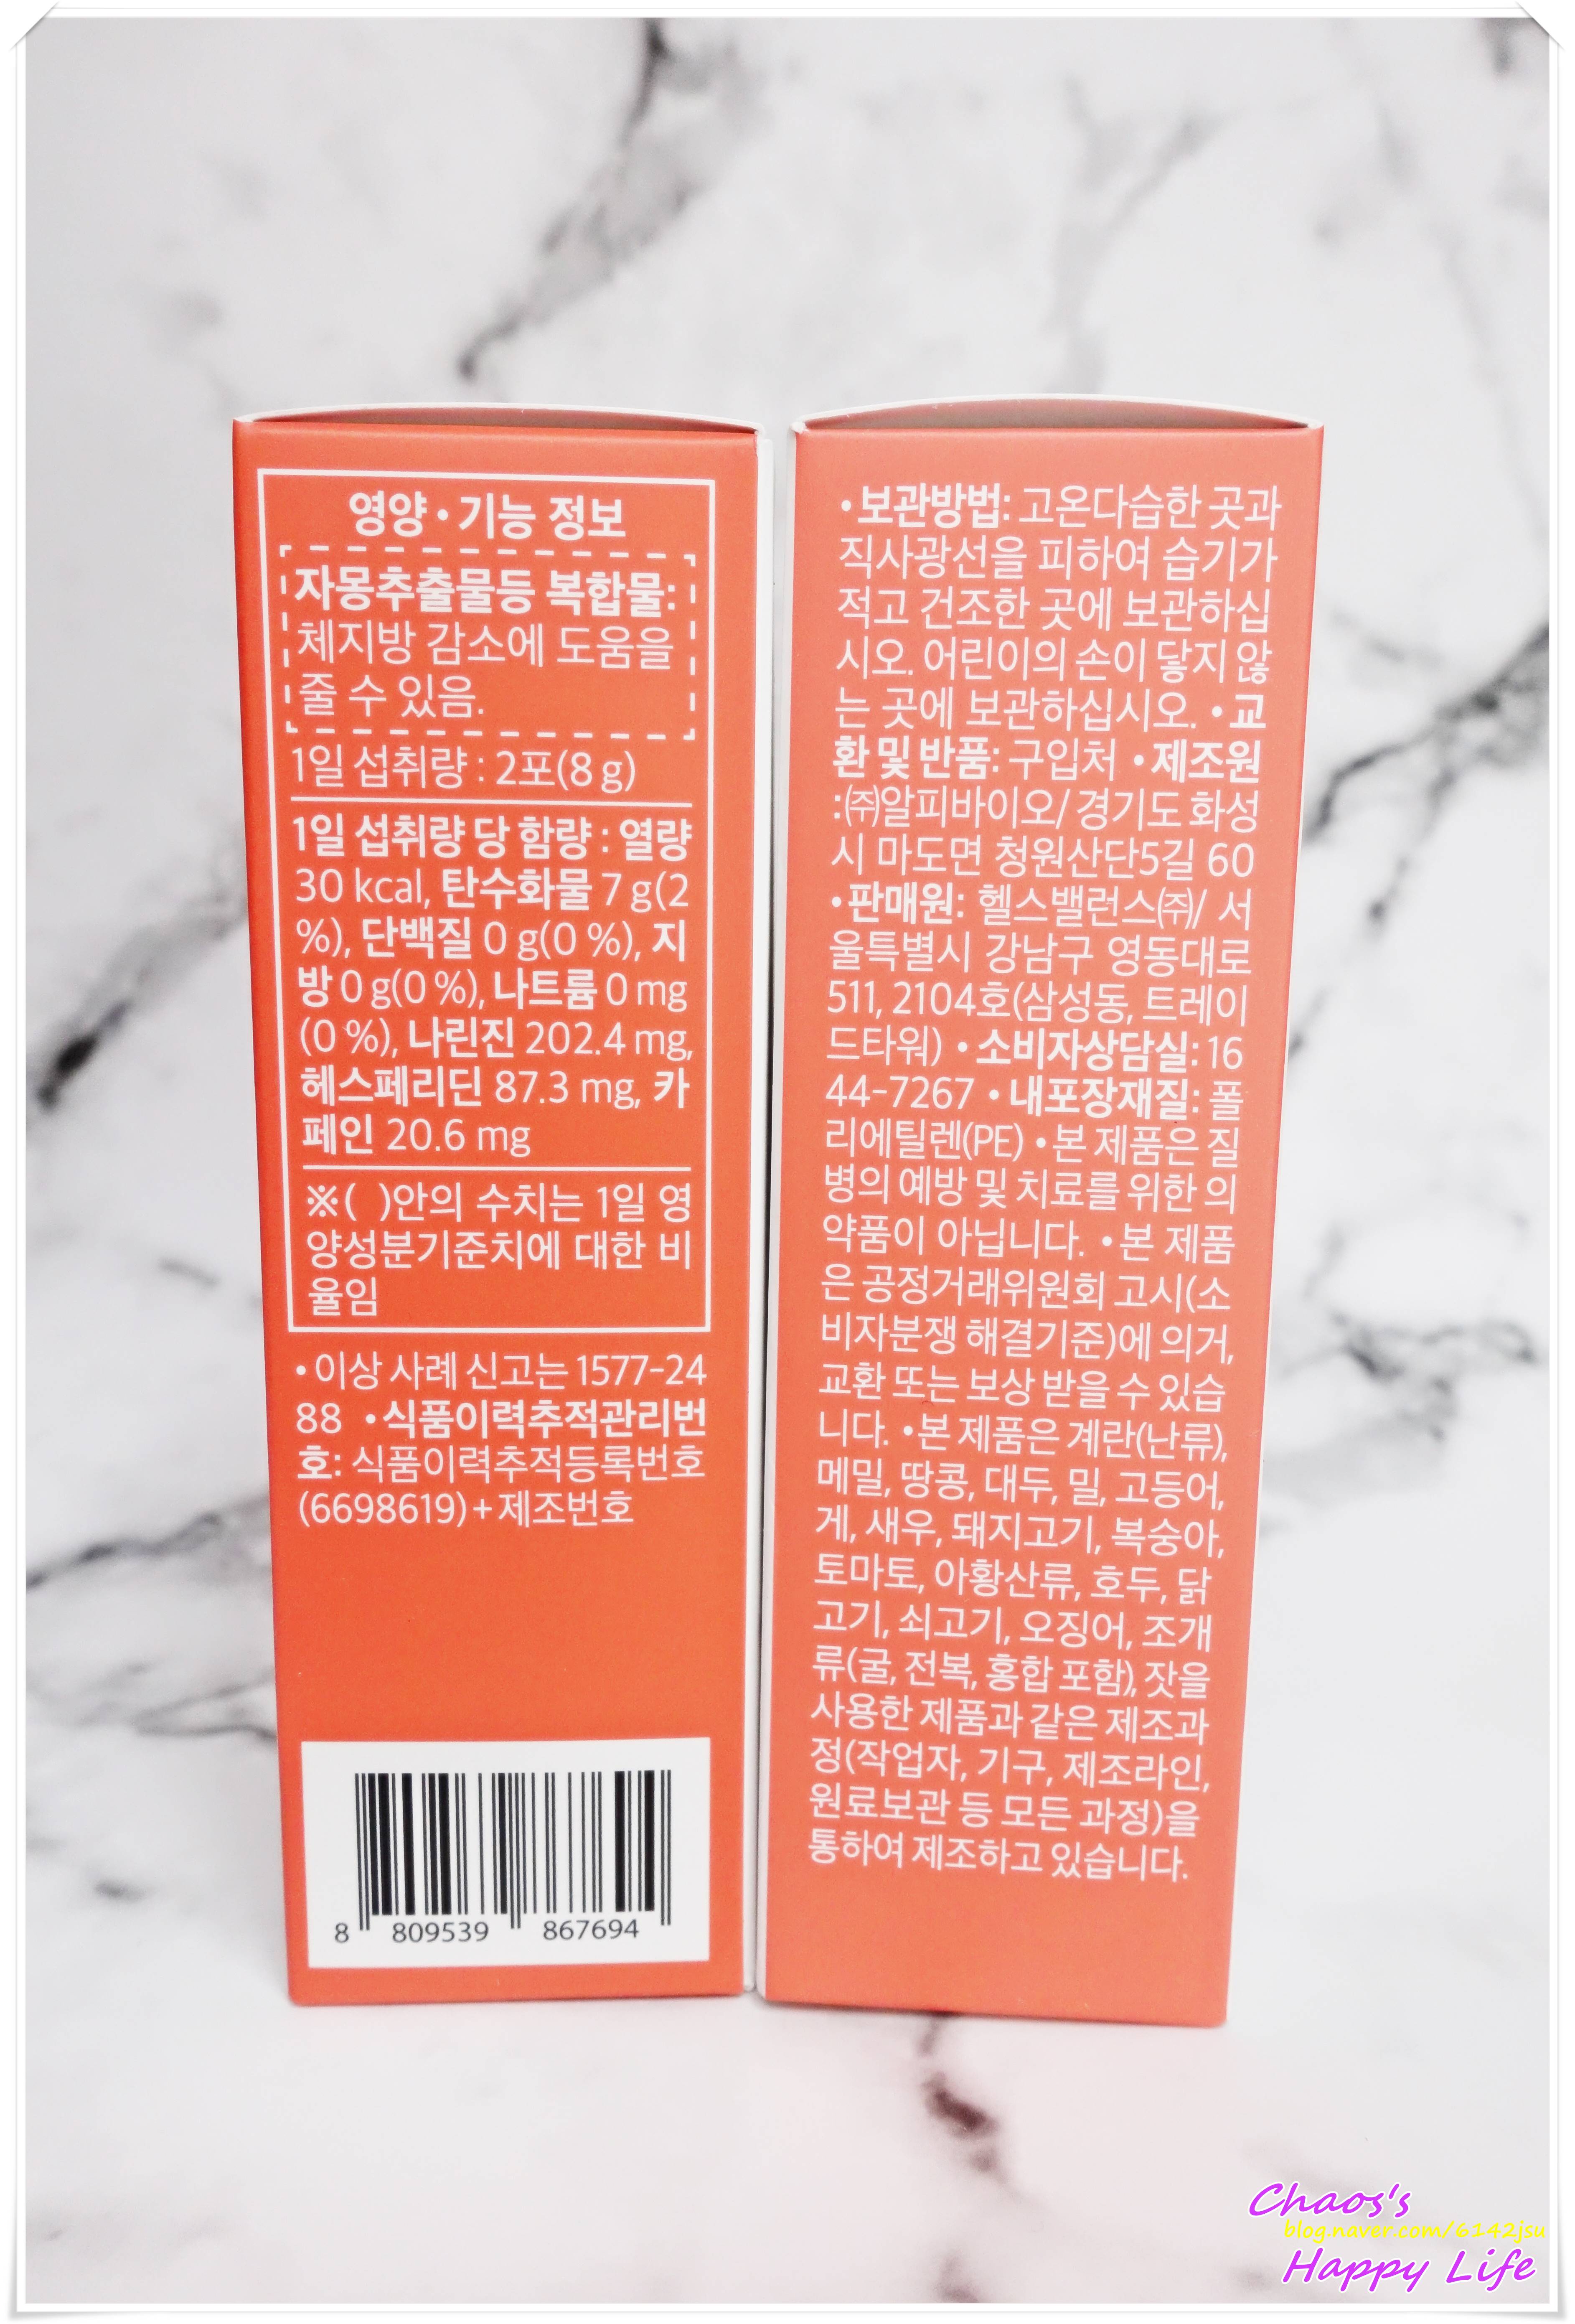 영양•기능 정보
자몽추출물등 복합물:
체지방 감소에 도움을
줄 수 있음.
1일 섭취량 : 2포(8 g)
1일 섭취량 당 함량 : 열량
30 kcal, 탄수화물 7 g(2
%), 단백질 0 g(0 %), 지
방 0 g(0 %), 나트륨 0 mg
(0 %), 나린진 202.4 mg,
헤스페리딘 87.3 mg, 카
페인 20.6 mg
※( )안의 수치는 1일 영
양성분기준치에 대한 비
율임
• 이상 사례 신고는 1577-24
88 •식품이력추적관리번
호: 식품이력추적등록번호
(6698619)+제조번호
8 809539 867694
•보관방법: 고온다습한 곳과
직사광선을 피하여 습기가
적고 건조한 곳에 보관하십
시오. 어린이의 손이 닿지 않
는 곳에 보관하십시오. •교
환 및 반품: 구입처 •제조원
:㈜알피바이오/ 경기도 화성
시 마도면 청원산단5길 60
•판매원: 헬스밸런스㈜/ 서
울특별시 강남구 영동대로
511, 2104호(삼성동, 트레이
드타워) •소비자상담실: 16
44-7267 •내포장재질: 폴
리에틸렌(PE) •본 제품은 질
병의 예방 및 치료를 위한 의
약품이 아닙니다. •본 제품
은 공정거래위원회 고시(소
비자분쟁 해결기준)에 의거,
교환 또는 보상 받을 수 있습
니다. •본 제품은 계란(난류),
메밀, 땅콩, 대두, 밀, 고등어,
게, 새우, 돼지고기, 복숭아,
토마토, 아황산류, 호두, 닭
고기, 쇠고기, 오징어, 조개
류(굴, 전복, 홍합 포함), 잣을
사용한 제품과 같은 제조과
정(작업자, 기구, 제조라인,
원료보관 등 모든 과정)을
통하여 제조하고 있습니다.
Chaos's
blog.naver.com/6142jsu
Happy Life